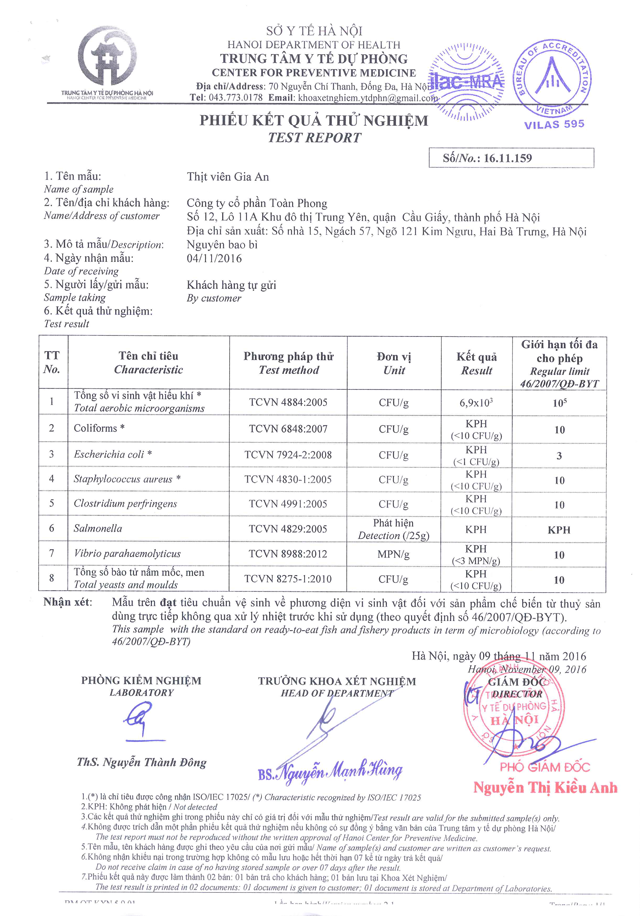 SỞ Y TẾ HÀ NỘI
HANOI DEPARTMENT OF HEALTH
TRUNG TÂM Y TẾ DỰ PHÒNG
CENTER FOR PREVENTIVE MEDICINE
Địa chỉ/Address: 70 Nguyễn Chí Thanh, Đống Đa, Hà Nội
Tel: 043.773.0178 Email: khoaxetnghiem.ytdphn@gmail.com
TRUNG TÂM Y TẾ DỰ PHÒNG HÀ NỘI
HANOI CENTER FOR PREVENTIVE MEDICINE
ilac-MRA
BUREAU OF ACCREDITATION
VIETNAM
VILAS 595
PHIẾU KẾT QUẢ THỬ NGHIỆM
TEST REPORT
Số/No.: 16.11.159
1. Tên mẫu: Thịt viên Gia An
Name of sample
2. Tên/địa chỉ khách hàng: Công ty cổ phần Toàn Phong
Name/Address of customer Số 12, Lô 11A Khu đô thị Trung Yên, quận Cầu Giấy, thành phố Hà Nội
Địa chỉ sản xuất: Số nhà 15, Ngách 57, Ngõ 121 Kim Ngưu, Hai Bà Trưng, Hà Nội
3. Mô tả mẫu/Description: Nguyên bao bì
4. Ngày nhận mẫu: 04/11/2016
Date of receiving
5. Người lấy/gửi mẫu: Khách hàng tự gửi
Sample taking By customer
6. Kết quả thử nghiệm:
Test result
TT No. Tên chỉ tiêu Characteristic Phương pháp thử Test method Đơn vị Unit Kết quả Result Giới hạn tối đa cho phép Regular limit 46/2007/QĐ-BYT
1 Tổng số vi sinh vật hiếu khí * Total aerobic microorganisms TCVN 4884:2005 CFU/g 6,9x10³ 10⁵
2 Coliforms * TCVN 6848:2007 CFU/g KPH (<10 CFU/g) 10
3 Escherichia coli * TCVN 7924-2:2008 CFU/g KPH (<1 CFU/g) 3
4 Staphylococcus aureus * TCVN 4830-1:2005 CFU/g KPH (<10 CFU/g) 10
5 Clostridium perfringens TCVN 4991:2005 CFU/g KPH (<10 CFU/g) 10
6 Salmonella TCVN 4829:2005 Phát hiện Detection (/25g) KPH KPH
7 Vibrio parahaemolyticus TCVN 8988:2012 MPN/g KPH (<3 MPN/g) 10
8 Tổng bào tử nấm mốc, men Total yeasts and moulds TCVN 8275-1:2010 CFU/g KPH (<10 CFU/g) 10
Nhận xét: Mẫu trên đạt tiêu chuẩn vệ sinh về phương diện vi sinh vật đối với sản phẩm chế biến từ thuỷ sản
dùng trực tiếp không qua xử lý nhiệt trước khi sử dụng (theo quyết định số 46/2007/QĐ-BYT).
This sample with the standard on ready-to-eat fish and fishery products in term of microbiology (according to
46/2007/QĐ-BYT)
Hà Nội, ngày 09 tháng 11 năm 2016
Hanoi, November 09, 2016
PHÒNG KIỂM NGHIỆM TRƯỞNG KHOA XÉT NGHIỆM GIÁM ĐỐC
LABORATORY HEAD OF DEPARTMENT DIRECTOR
Y TẾ DỰ PHÒNG
HÀ NỘI
PHÓ GIÁM ĐỐC
ThS. Nguyễn Thành Đông BS. Nguyễn Mạnh Hùng Nguyễn Thị Kiều Anh
1.(*) là chỉ tiêu được công nhận ISO/IEC 17025/ (*) Characteristic recognized by ISO/IEC 17025
2.KPH: Không phát hiện / Not detected
3.Các kết quả thử nghiệm ghi trong phiếu này chỉ có giá trị đối với mẫu thử nghiệm/Test result are valid for the submitted sample(s) only.
4.Không được trích dẫn một phần phiếu kết quả thử nghiệm nếu không có sự đồng ý bằng văn bản của Trung tâm y tế dự phòng Hà Nội/
The test report must not be reproduced without the written approval of Hanoi Center for Preventive Medicine.
5.Tên mẫu, tên khách hàng được ghi theo yêu cầu của nơi gửi mẫu/ Name of sample(s) and customer are written as customer's request.
6.Không nhận khiếu nại trong trường hợp không có mẫu lưu hoặc hết thời hạn 07 kể từ ngày trả kết quả/
Do not receive claim in case of no having stored sample or over 07 days after the result.
7.Phiếu kết quả này được làm thành 02 bản: 01 bản trả cho khách hàng; 01 bản lưu tại Khoa Xét Nghiệm/
The test result is printed in 02 documents: 01 document is given to customer; 01 document is stored at Department of Laboratories.